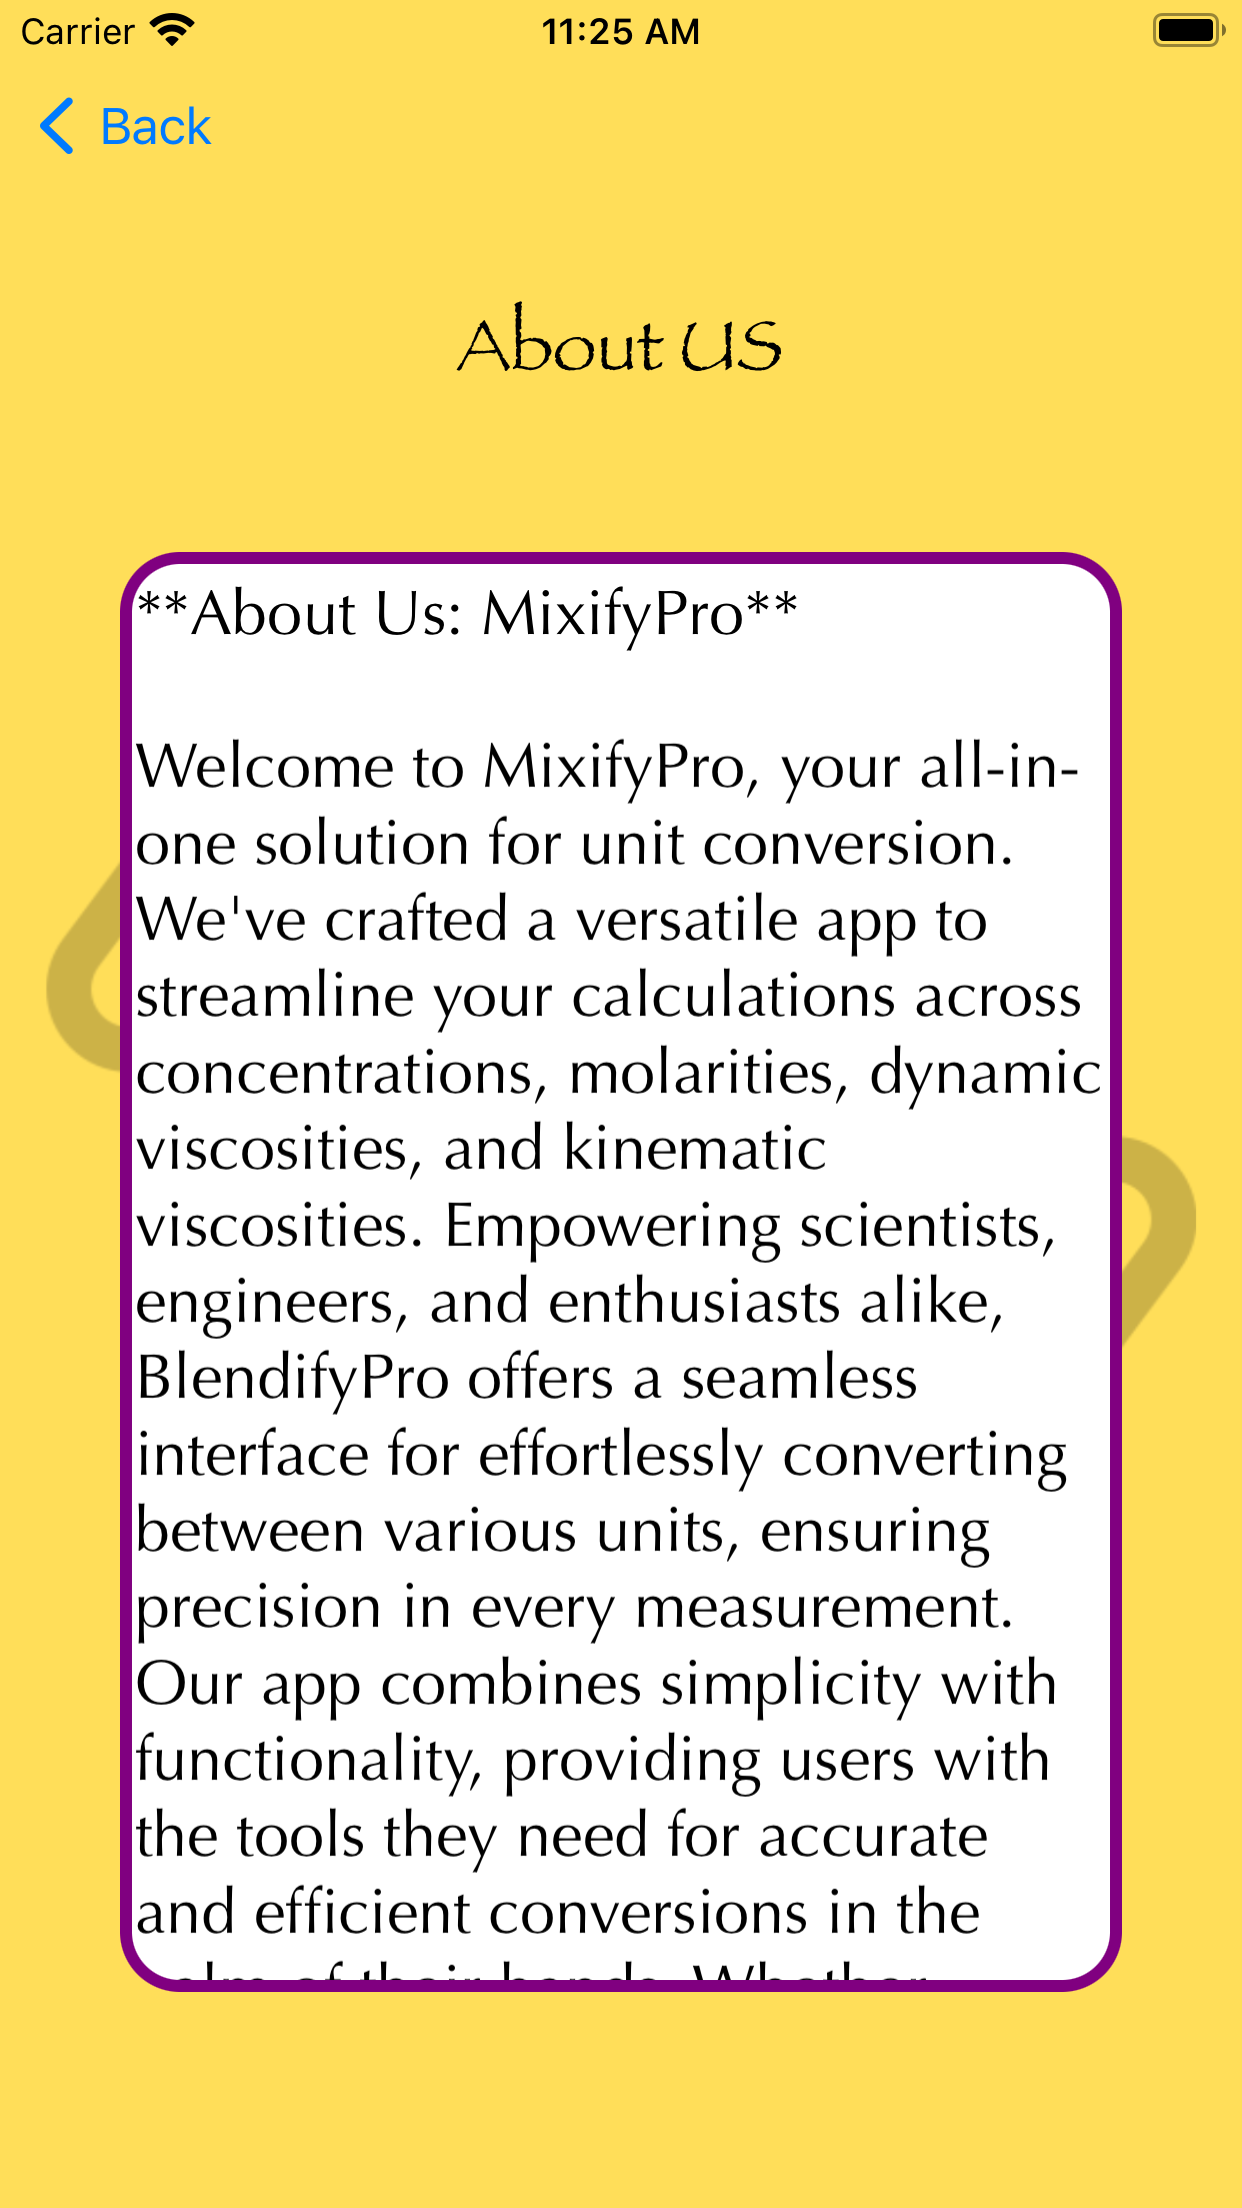 Carrier
11:25 AM
Back
About US
**About Us: MixifyPro**
Welcome to MixifyPro, your all-in-
one solution for unit conversion.
We've crafted a versatile app to
streamline your calculations across
concentrations, molarities, dynamic
viscosities, and kinematic
viscosities. Empowering scientists,
engineers, and enthusiasts alike,
BlendifyPro offers a seamless
interface for effortlessly converting
between various units, ensuring
precision in every measurement.
Our app combines simplicity with
functionality, providing users with
the tools they need for accurate
and efficient conversions in the
of their hands. Whether